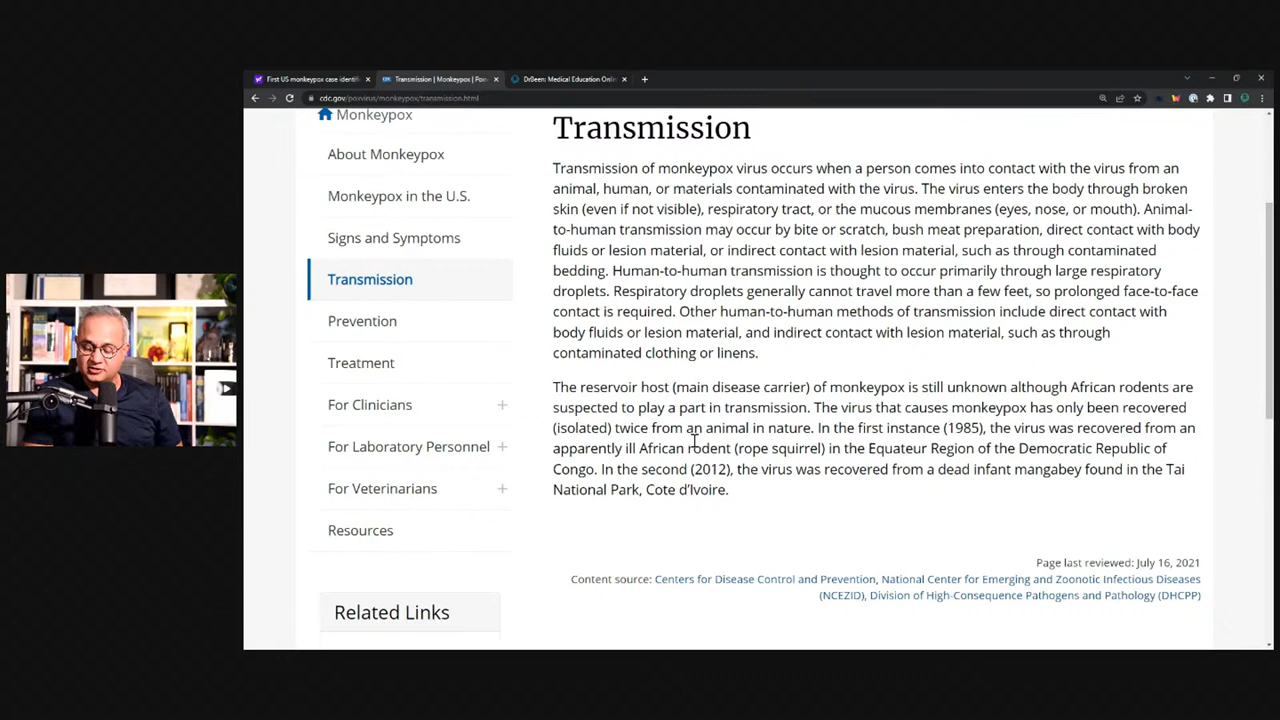 First US monkeypox case identifi
Transmission | Monkeypox | Pox
DrBeen: Medical Education Onli
cdc.gov/poxvirus/monkeypox/transmission.html
Monkeypox
About Monkeypox
Monkeypox in the U.S.
Signs and Symptoms
Transmission
Prevention
Treatment
For Clinicians
For Laboratory Personnel
For Veterinarians
Resources
Related Links
Transmission
Transmission of monkeypox virus occurs when a person comes into contact with the virus from an
animal, human, or materials contaminated with the virus. The virus enters the body through broken
skin (even if not visible), respiratory tract, or the mucous membranes (eyes, nose, or mouth). Animal-
to-human transmission may occur by bite or scratch, bush meat preparation, direct contact with body
fluids or lesion material, or indirect contact with lesion material, such as through contaminated
bedding. Human-to-human transmission is thought to occur primarily through large respiratory
droplets. Respiratory droplets generally cannot travel more than a few feet, so prolonged face-to-face
contact is required. Other human-to-human methods of transmission include direct contact with
body fluids or lesion material, and indirect contact with lesion material, such as through
contaminated clothing or linens.
The reservoir host (main disease carrier) of monkeypox is still unknown although African rodents are
suspected to play a part in transmission. The virus that causes monkeypox has only been recovered
(isolated) twice from an animal in nature. In the first instance (1985), the virus was recovered from an
apparently ill African rodent (rope squirrel) in the Equateur Region of the Democratic Republic of
Congo. In the second (2012), the virus was recovered from a dead infant mangabey found in the Tai
National Park, Cote d’Ivoire.
Page last reviewed: July 16, 2021
Content source: Centers for Disease Control and Prevention, National Center for Emerging and Zoonotic Infectious Diseases
(NCEZID), Division of High-Consequence Pathogens and Pathology (DHCPP)